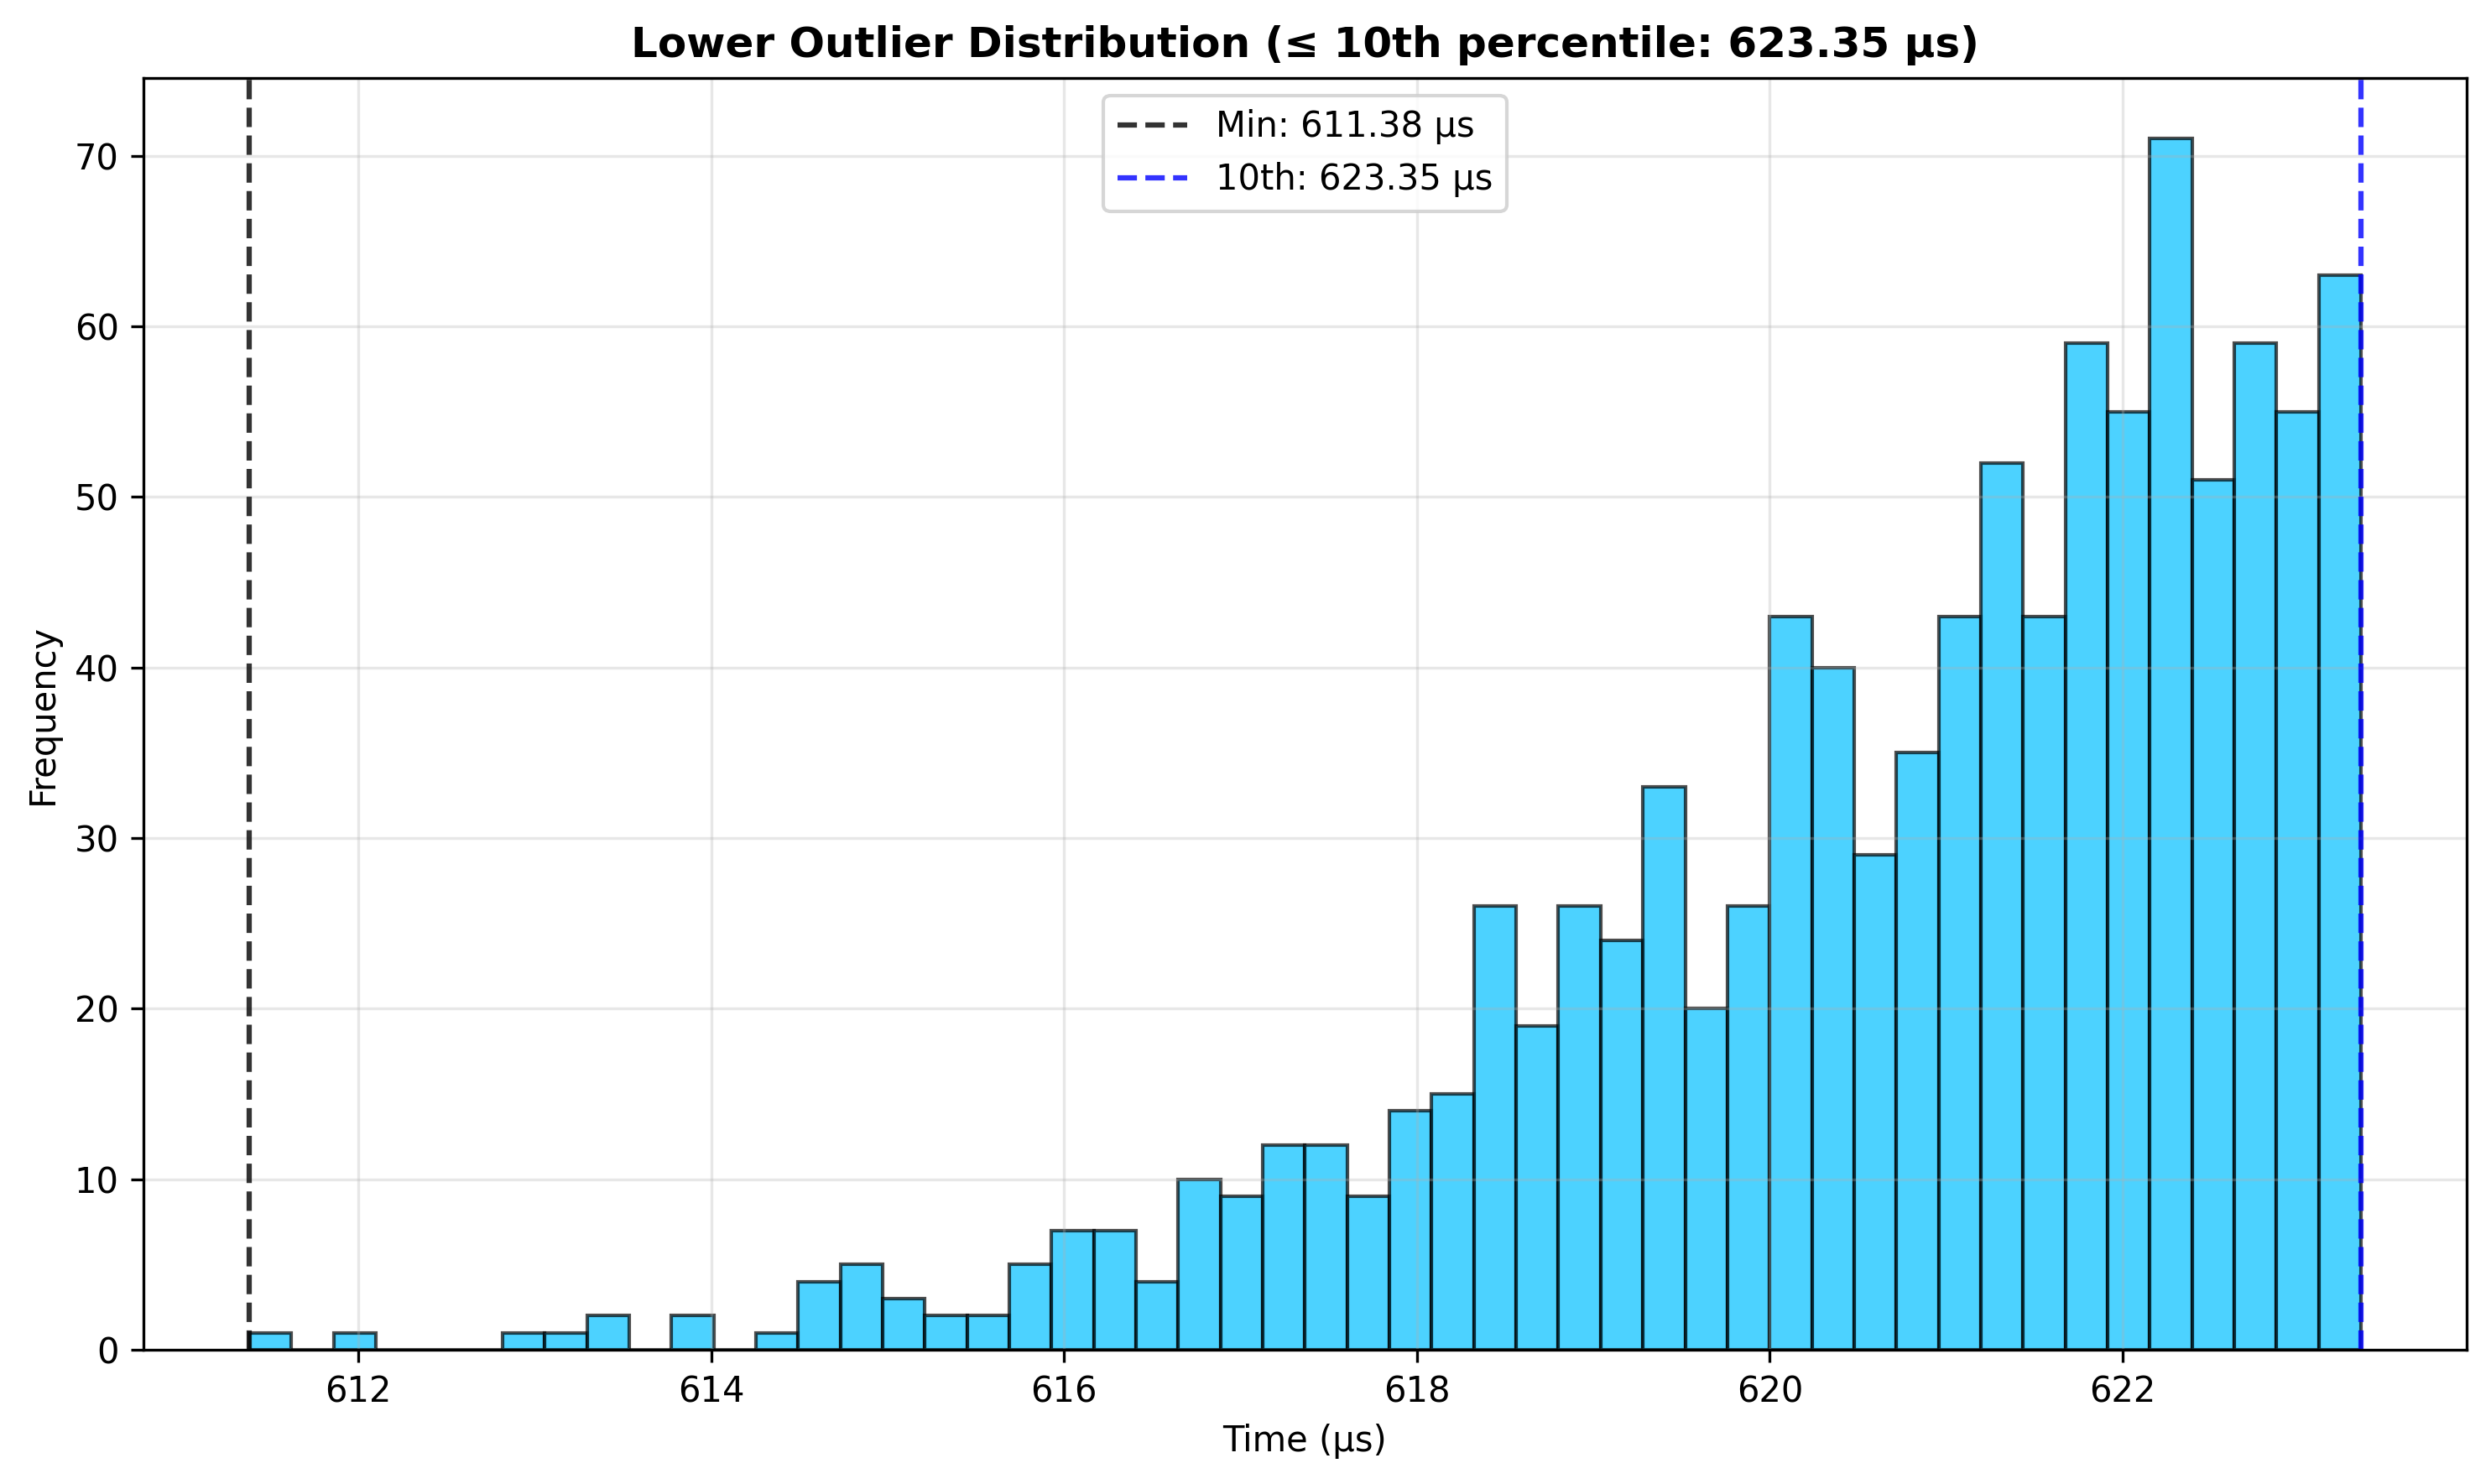 Lower Outlier Distribution (≤ 10th percentile: 623.35 µs)
Min: 611.38 µs
10th: 623.35 µs
70
60
50
40
30
20
10
0
Frequency
612 614 616 618 620 622
Time (µs)